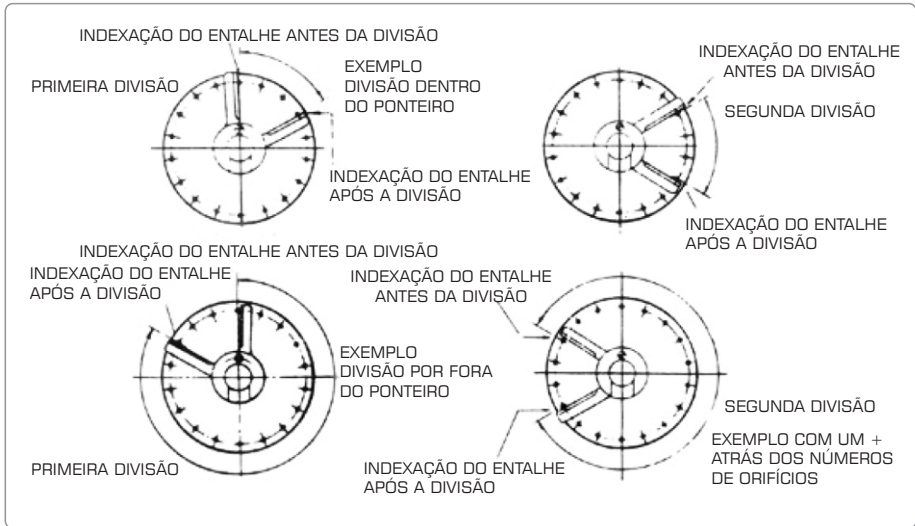 INDEXAÇÃO DO ENTALHE ANTES DA DIVISÃO
PRIMEIRA DIVISÃO
EXEMPLO
DIVISÃO DENTRO
DO PONTEIRO
INDEXAÇÃO DO ENTALHE
APÓS A DIVISÃO
INDEXAÇÃO DO ENTALHE
ANTES DA DIVISÃO
SEGUNDA DIVISÃO
INDEXAÇÃO DO ENTALHE
APÓS A DIVISÃO
INDEXAÇÃO DO ENTALHE ANTES DA DIVISÃO
INDEXAÇÃO DO ENTALHE
APÓS A DIVISÃO
EXEMPLO
DIVISÃO POR FORA
DO PONTEIRO
PRIMEIRA DIVISÃO
INDEXAÇÃO DO ENTALHE
ANTES DA DIVISÃO
SEGUNDA DIVISÃO
EXEMPLO COM UM +
ATRÁS DOS NÚMEROS
DE ORIFÍCIOS
INDEXAÇÃO DO ENTALHE
APÓS A DIVISÃO